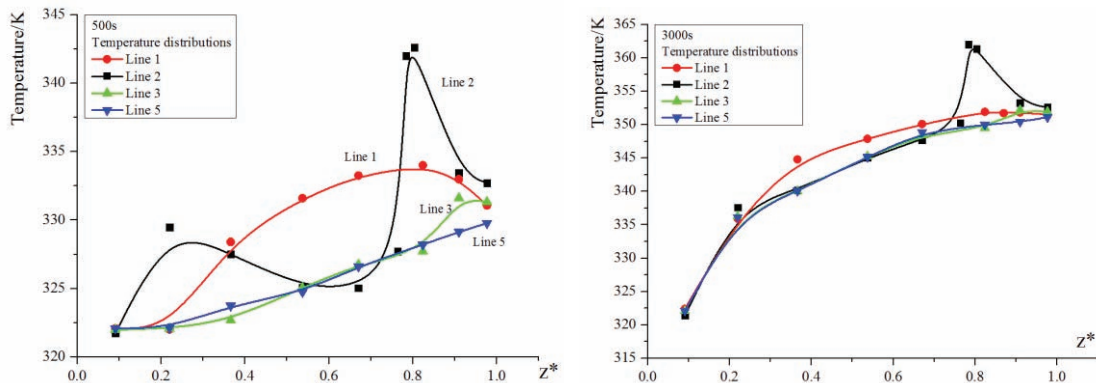 Temperature/K
345
340
335
330
325
320
0.0
0.2
0.4
0.6
0.8
1.0
z*
500s
Temperature distributions
Line 1
Line 2
Line 3
Line 5
Line 2
Line 1
Line 3
Line 5
Temperature/K
365
360
355
350
345
340
335
330
325
320
315
0.0
0.2
0.4
0.6
0.8
1.0
z*
3000s
Temperature distributions
Line 1
Line 2
Line 3
Line 5